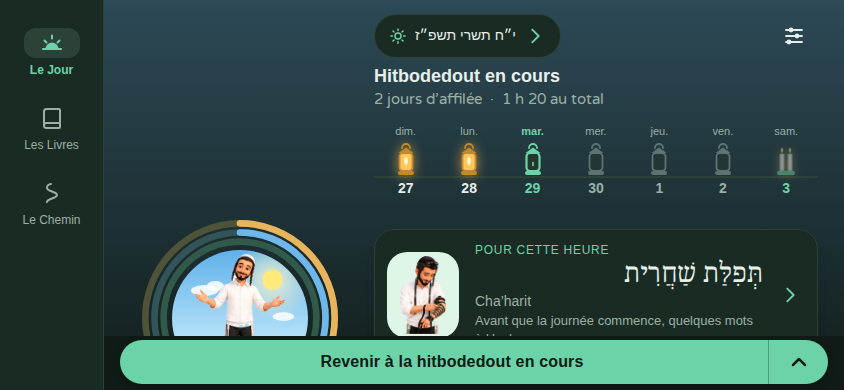 Le Jour
Les Livres
Le Chemin
י״ח תשרי תשפ״ז
Hitbodedout en cours
2 jours d'affilée · 1 h 20 au total
dim. lun. mar. mer. jeu. ven. sam.
27 28 29 30 1 2 3
POUR CETTE HEURE
תְּפִלַּת שַׁחֲרִית
Cha'harit
Avant que la journée commence, quelques mots
Revenir à la hitbodedout en cours